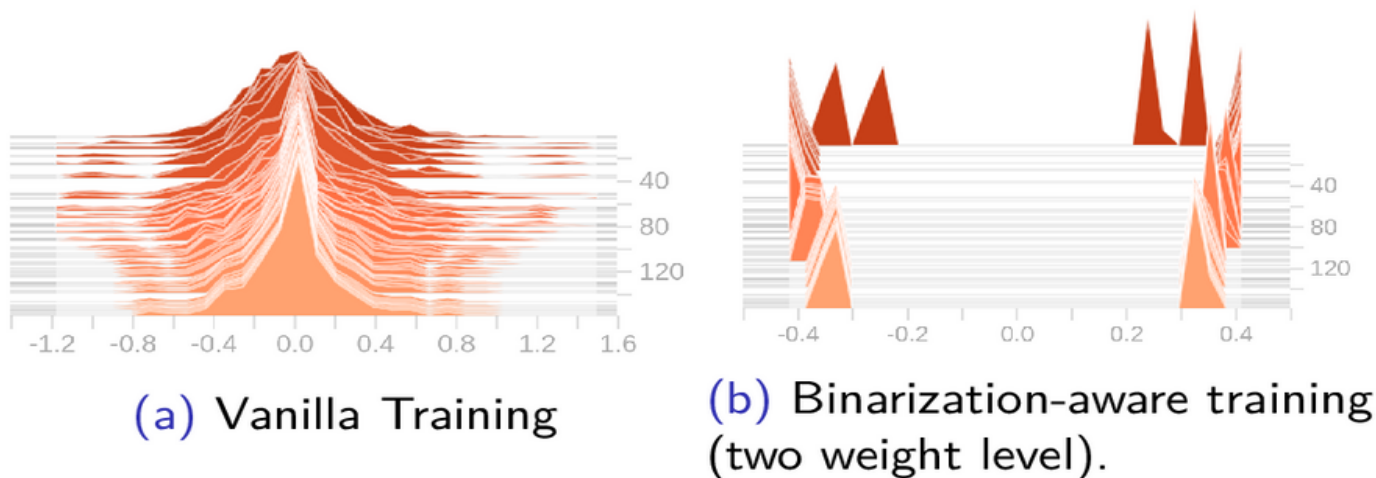 40
80
120
-1.2 -0.8 -0.4 0.0 0.4 0.8 1.2 1.6
(a) Vanilla Training
40
80
120
-0.4 -0.2 0.0 0.2 0.4
(b) Binarization-aware training
(two weight level).